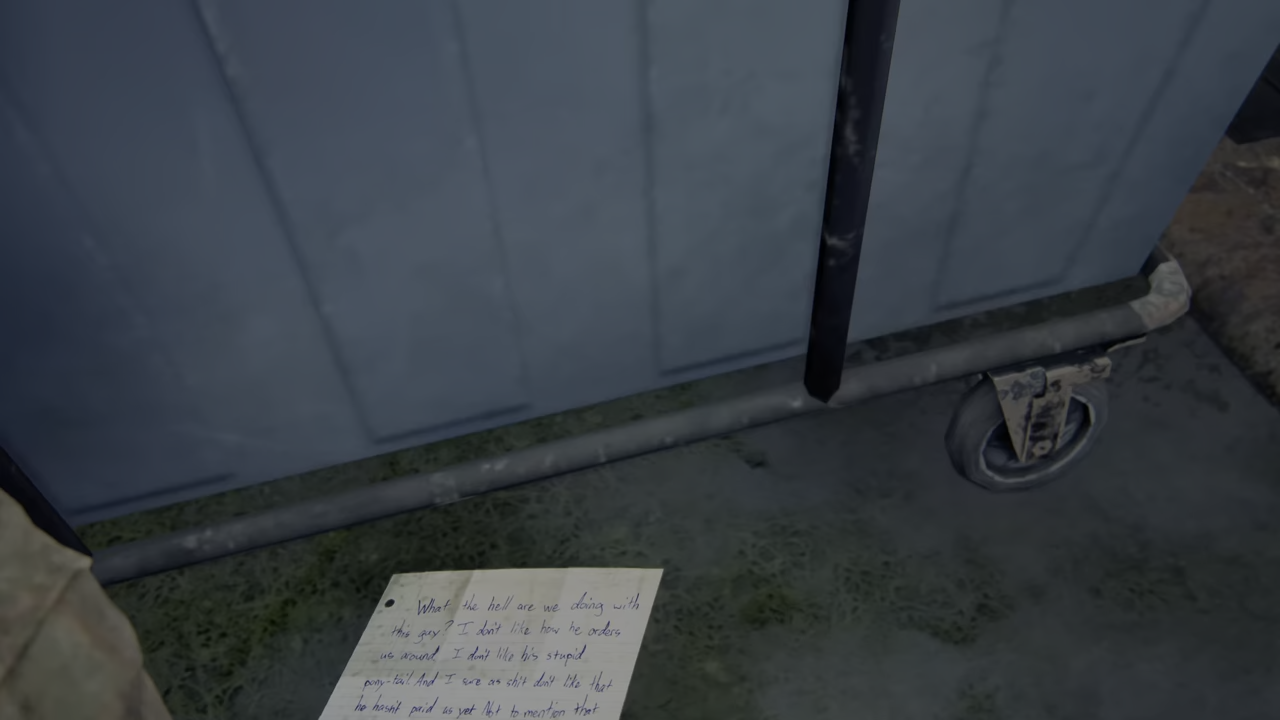 What the hell are we doing with
this guy? I don't like how he orders
us around. I don't like his stupid
pony-tail. And I sure as shit don't like that
he hasn't paid us yet. Not to mention that